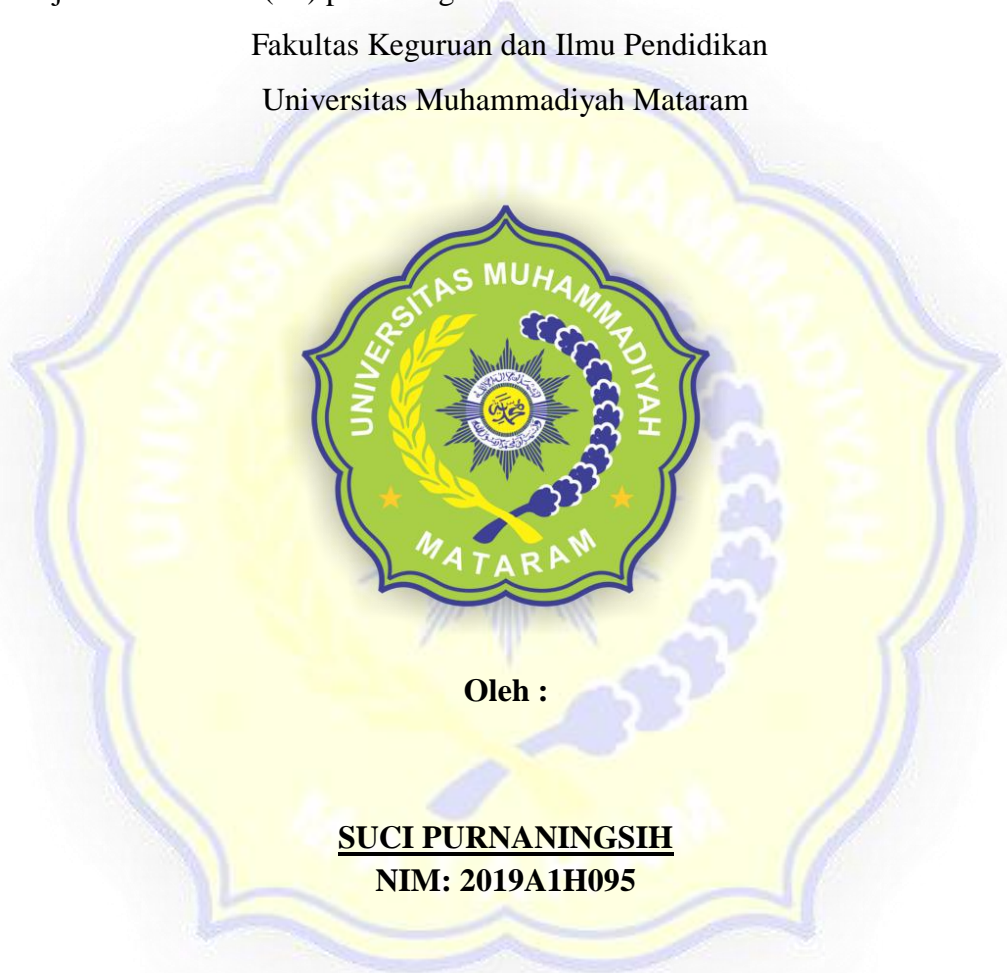 Fakultas Keguruan dan Ilmu Pendidikan
Universitas Muhammadiyah Mataram
UNIVERSITAS MUHAMMADIYAH
MATARAM
Oleh :
SUCI PURNANINGSIH
NIM: 2019A1H095